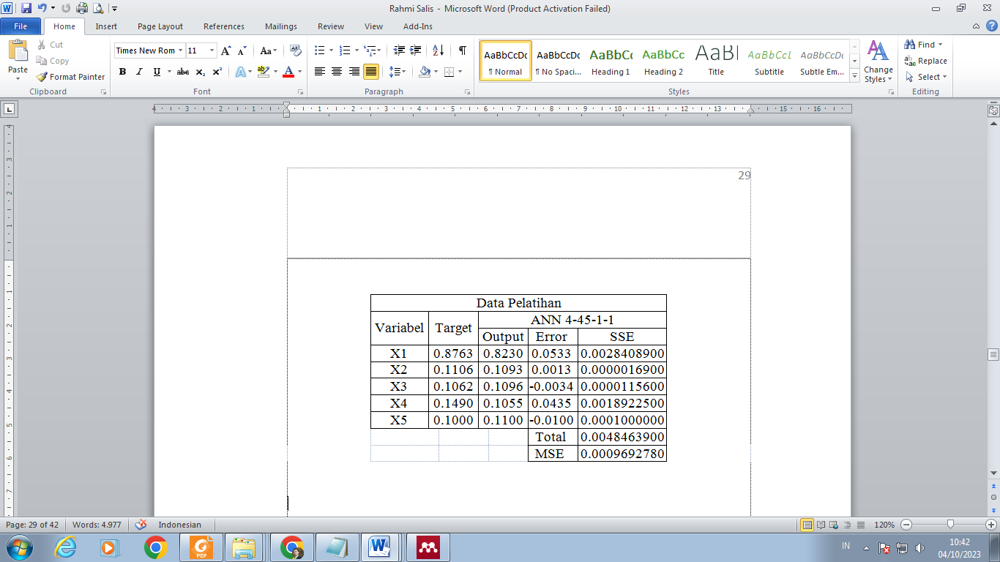 Rahmi Salis - Microsoft Word (Product Activation Failed)
File Home Insert Page Layout References Mailings Review View Add-Ins
Paste
Cut
Copy
Format Painter
Clipboard
Times New Rom 11
Font
Paragraph
AaBbCcDc AaBbCcDc AaBbCc AaBbCc AaBl AaBbCcL AaBbCcDc
¶ Normal ¶ No Spaci... Heading 1 Heading 2 Title Subtitle Subtle Em...
Change
Styles
Styles
Find
Replace
Select
Editing
29
Data Pelatihan
Variabel Target ANN 4-45-1-1
Output Error SSE
X1 0.8763 0.8230 0.0533 0.0028408900
X2 0.1106 0.1093 0.0013 0.0000016900
X3 0.1062 0.1096 -0.0034 0.0000115600
X4 0.1490 0.1055 0.0435 0.0018922500
X5 0.1000 0.1100 -0.0100 0.0001000000
Total 0.0048463900
MSE 0.0009692780
Page: 29 of 42 Words: 4.977 Indonesian 120%
PDF
IN
10:42
04/10/2023